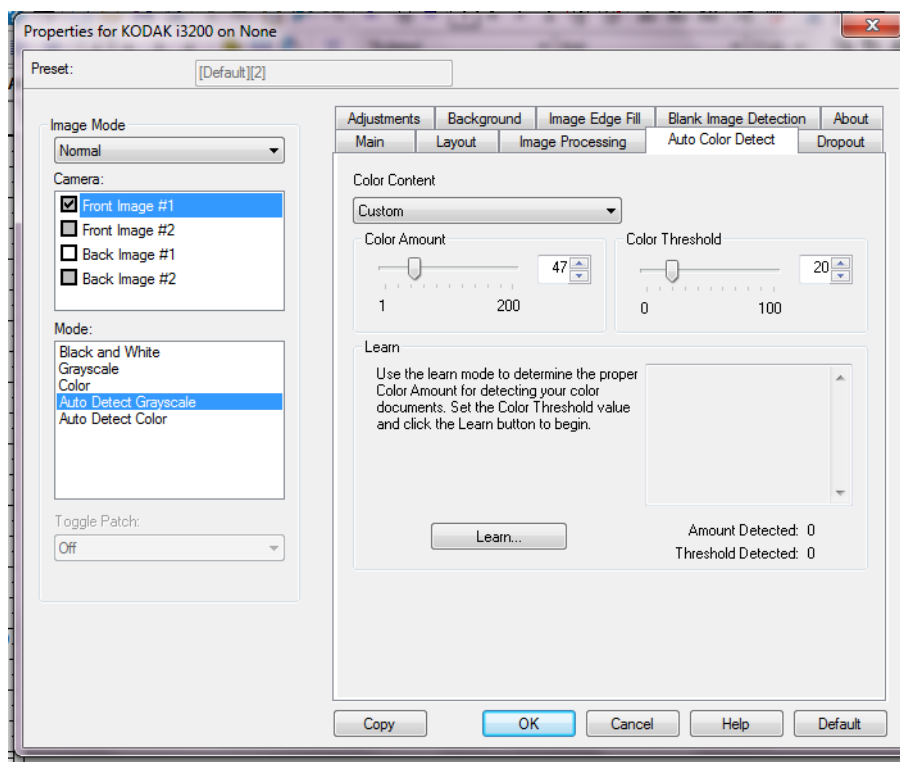 Properties for KODAK i3200 on None
Preset:
[Default][2]
Image Mode
Normal
Camera:
Front Image #1
Front Image #2
Back Image #1
Back Image #2
Mode:
Black and White
Grayscale
Color
Auto Detect Grayscale
Auto Detect Color
Toggle Patch:
Off
Adjustments Background Image Edge Fill Blank Image Detection About
Main Layout Image Processing Auto Color Detect Dropout
Color Content
Custom
Color Amount
47
1 200
Color Threshold
20
0 100
Learn
Use the learn mode to determine the proper
Color Amount for detecting your color
documents. Set the Color Threshold value
and click the Learn button to begin.
Learn...
Amount Detected: 0
Threshold Detected: 0
Copy OK Cancel Help Default